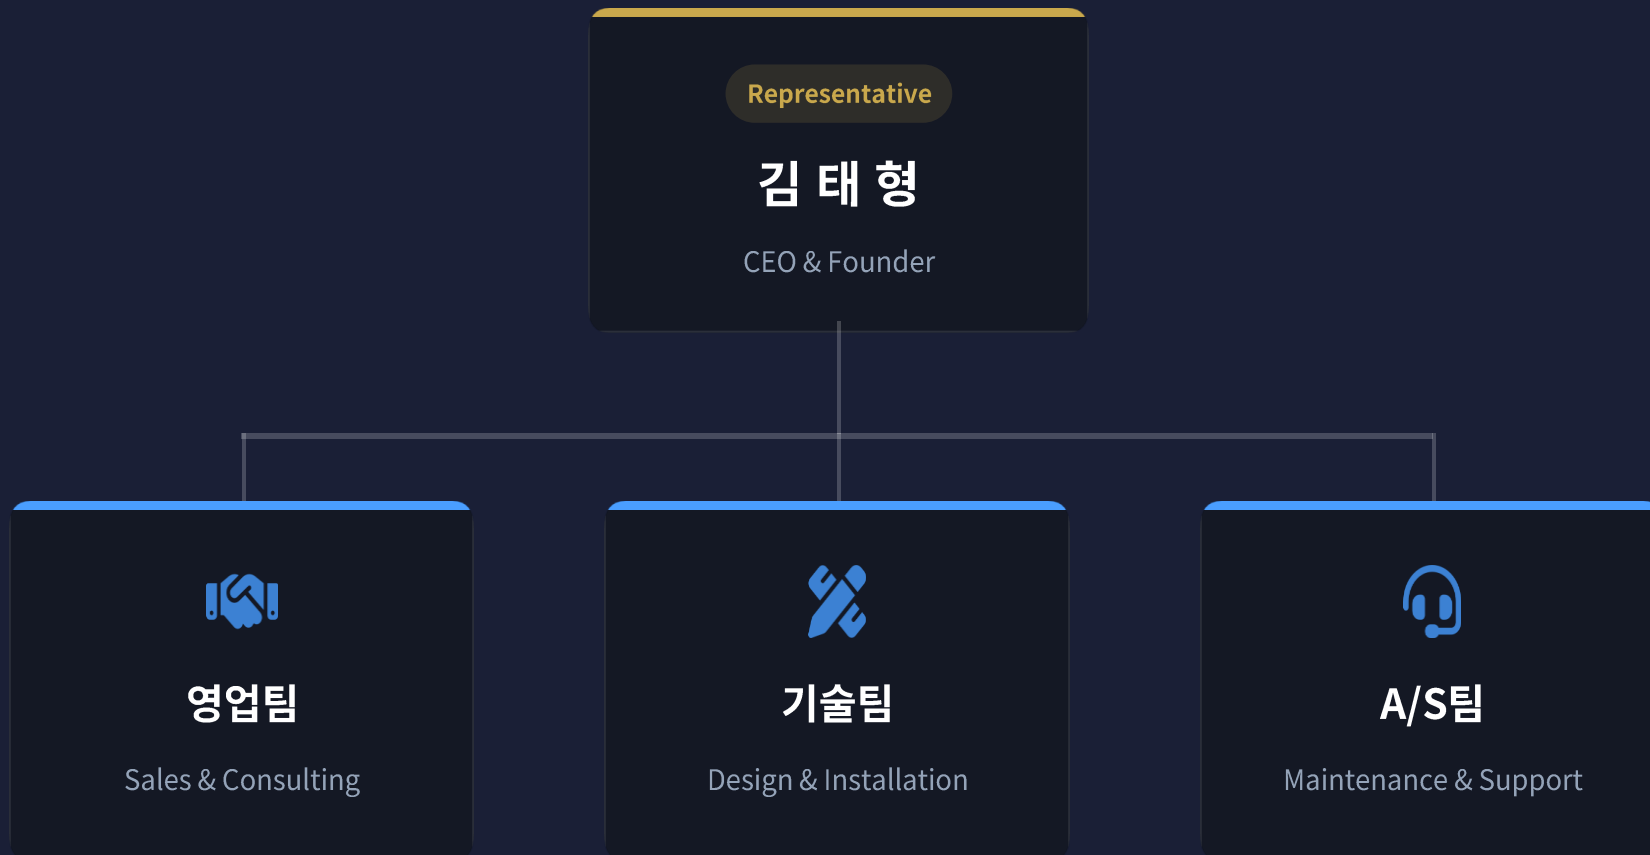 Representative
김 태 형
CEO & Founder
영업팀
Sales & Consulting
기술팀
Design & Installation
A/S팀
Maintenance & Support